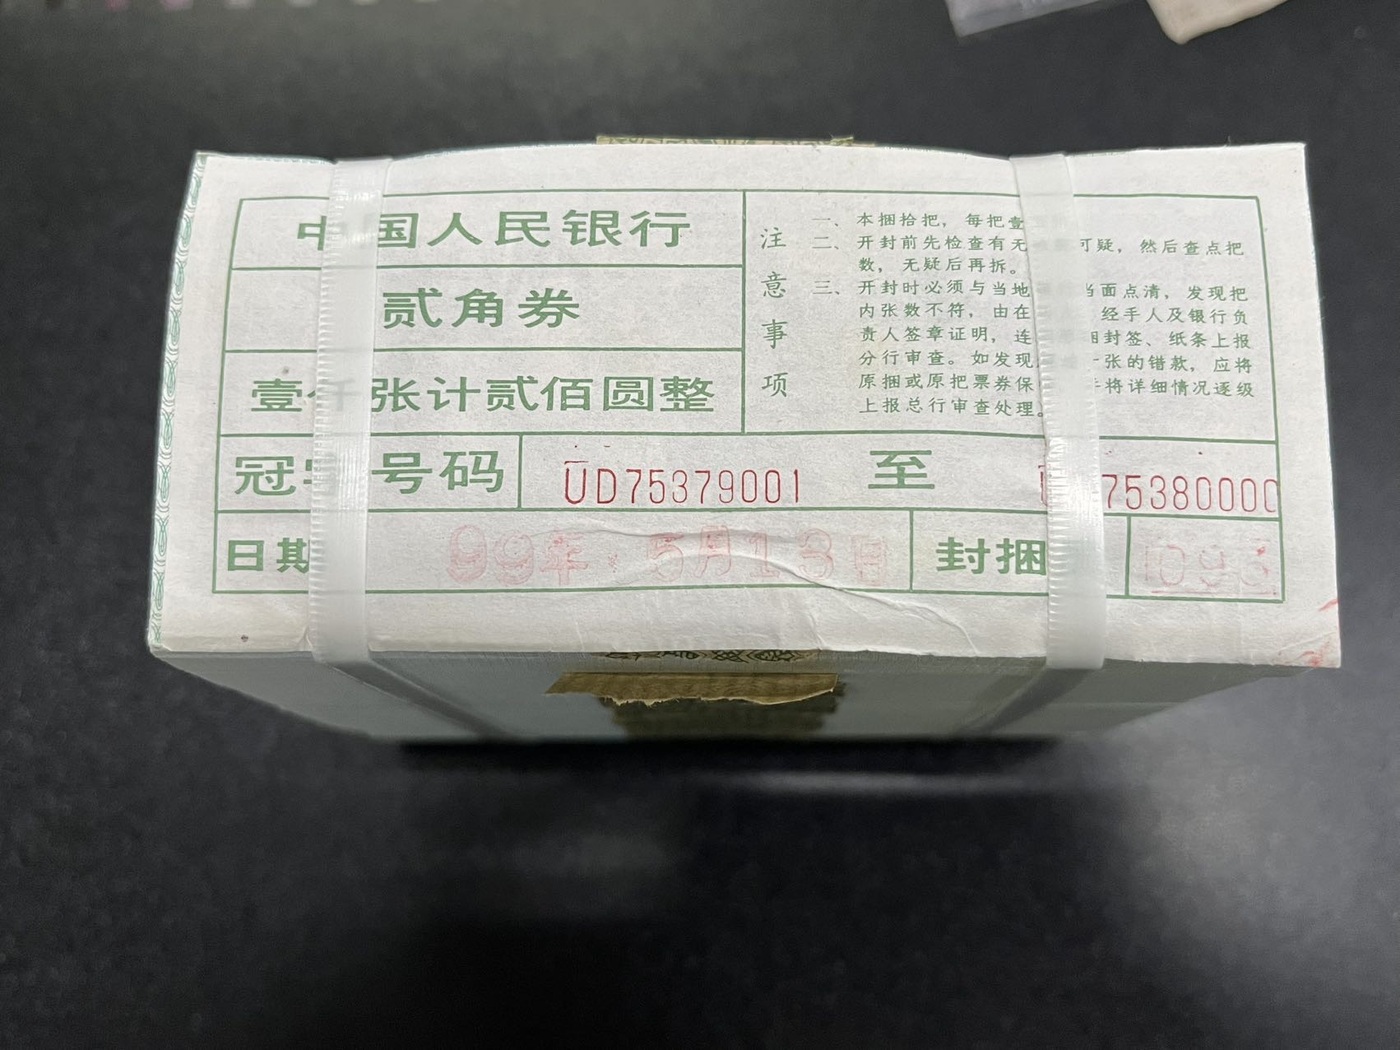 中国人民银行
贰角券
壹仟张计贰佰圆整
注意事项
一、本捆拾把，每把壹
二、开封前先检查有无 可疑，然后查点把
数，无疑后再拆。
三、开封时必须与当地 当面点清，发现把
内张数不符，由在 经手人及银行负
责人签章证明，连 捆封签、纸条上报
分行审查。如发现 张的错款，应将
原捆或原把票券保 并将详细情况逐级
上报总行审查处理。
冠字号码 UD75379001 至 75380000
日期 99年 5月13日 封捆